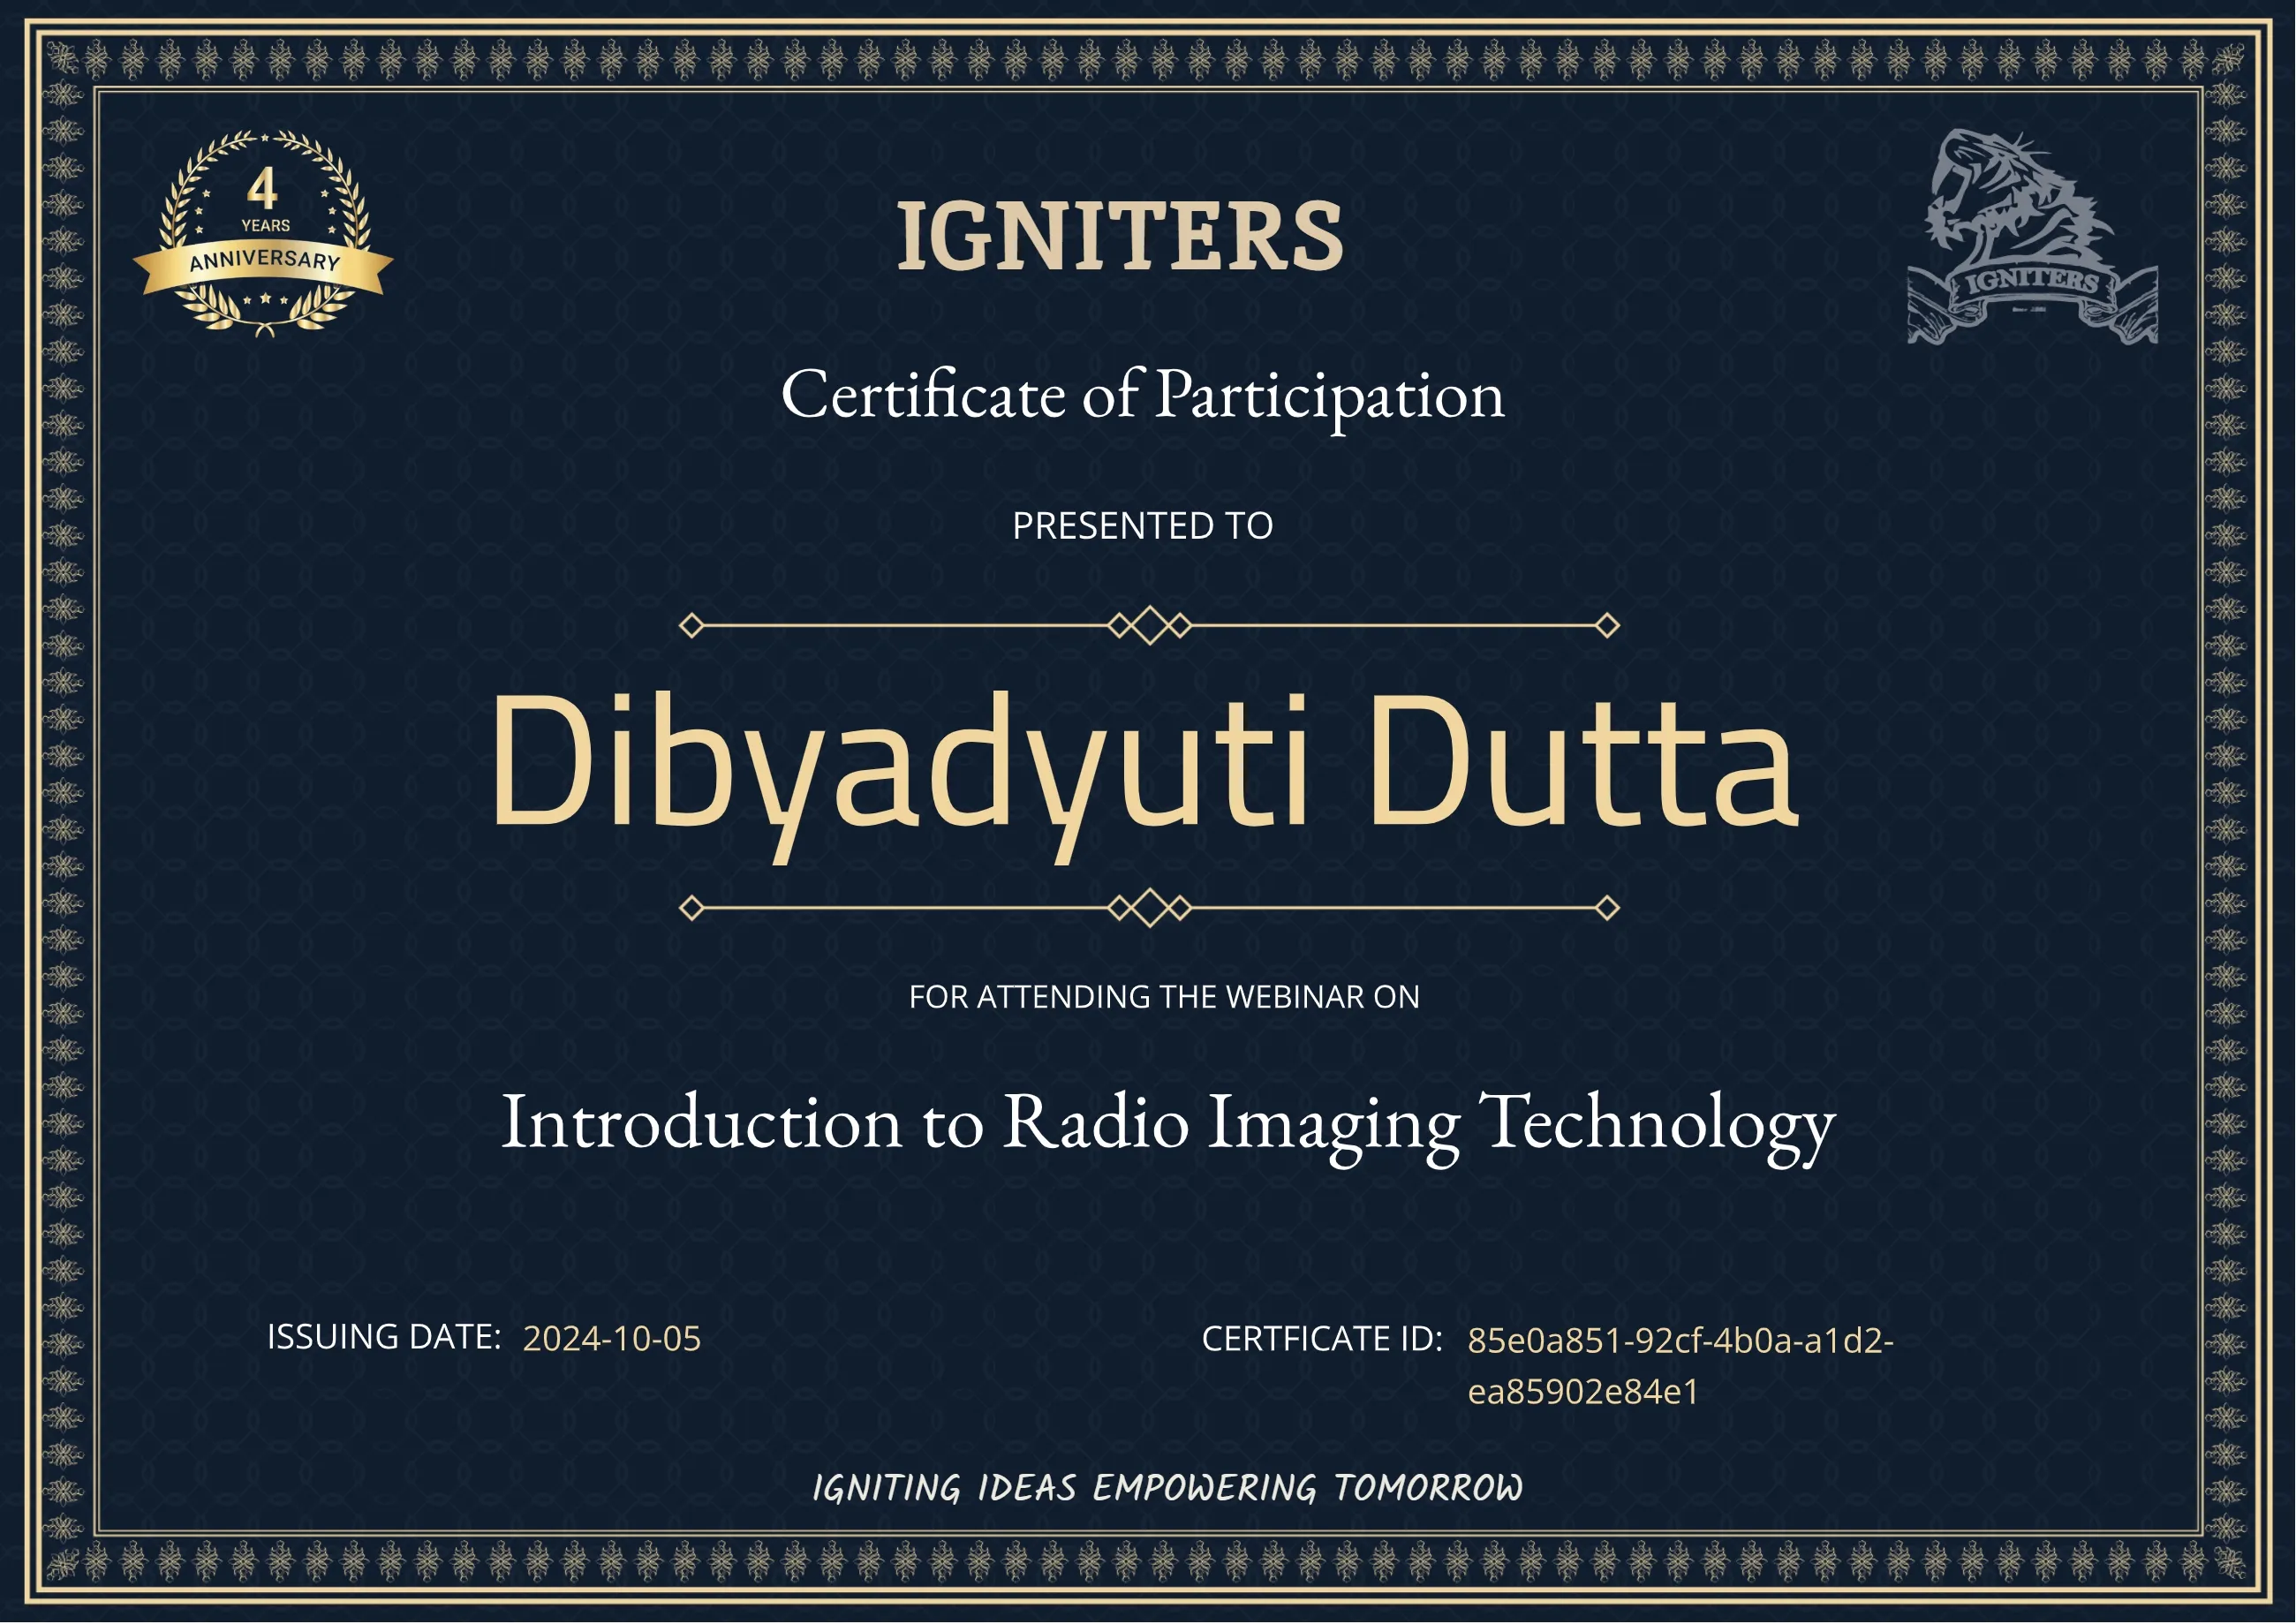 4
YEARS
ANNIVERSARY
IGNITERS
IGNITERS
Certificate of Participation
PRESENTED TO
Dibyadyuti Dutta
FOR ATTENDING THE WEBINAR ON
Introduction to Radio Imaging Technology
ISSUING DATE: 2024-10-05
CERTFICATE ID: 85e0a851-92cf-4b0a-a1d2-
ea85902e84e1
IGNITING IDEAS EMPOWERING TOMORROW